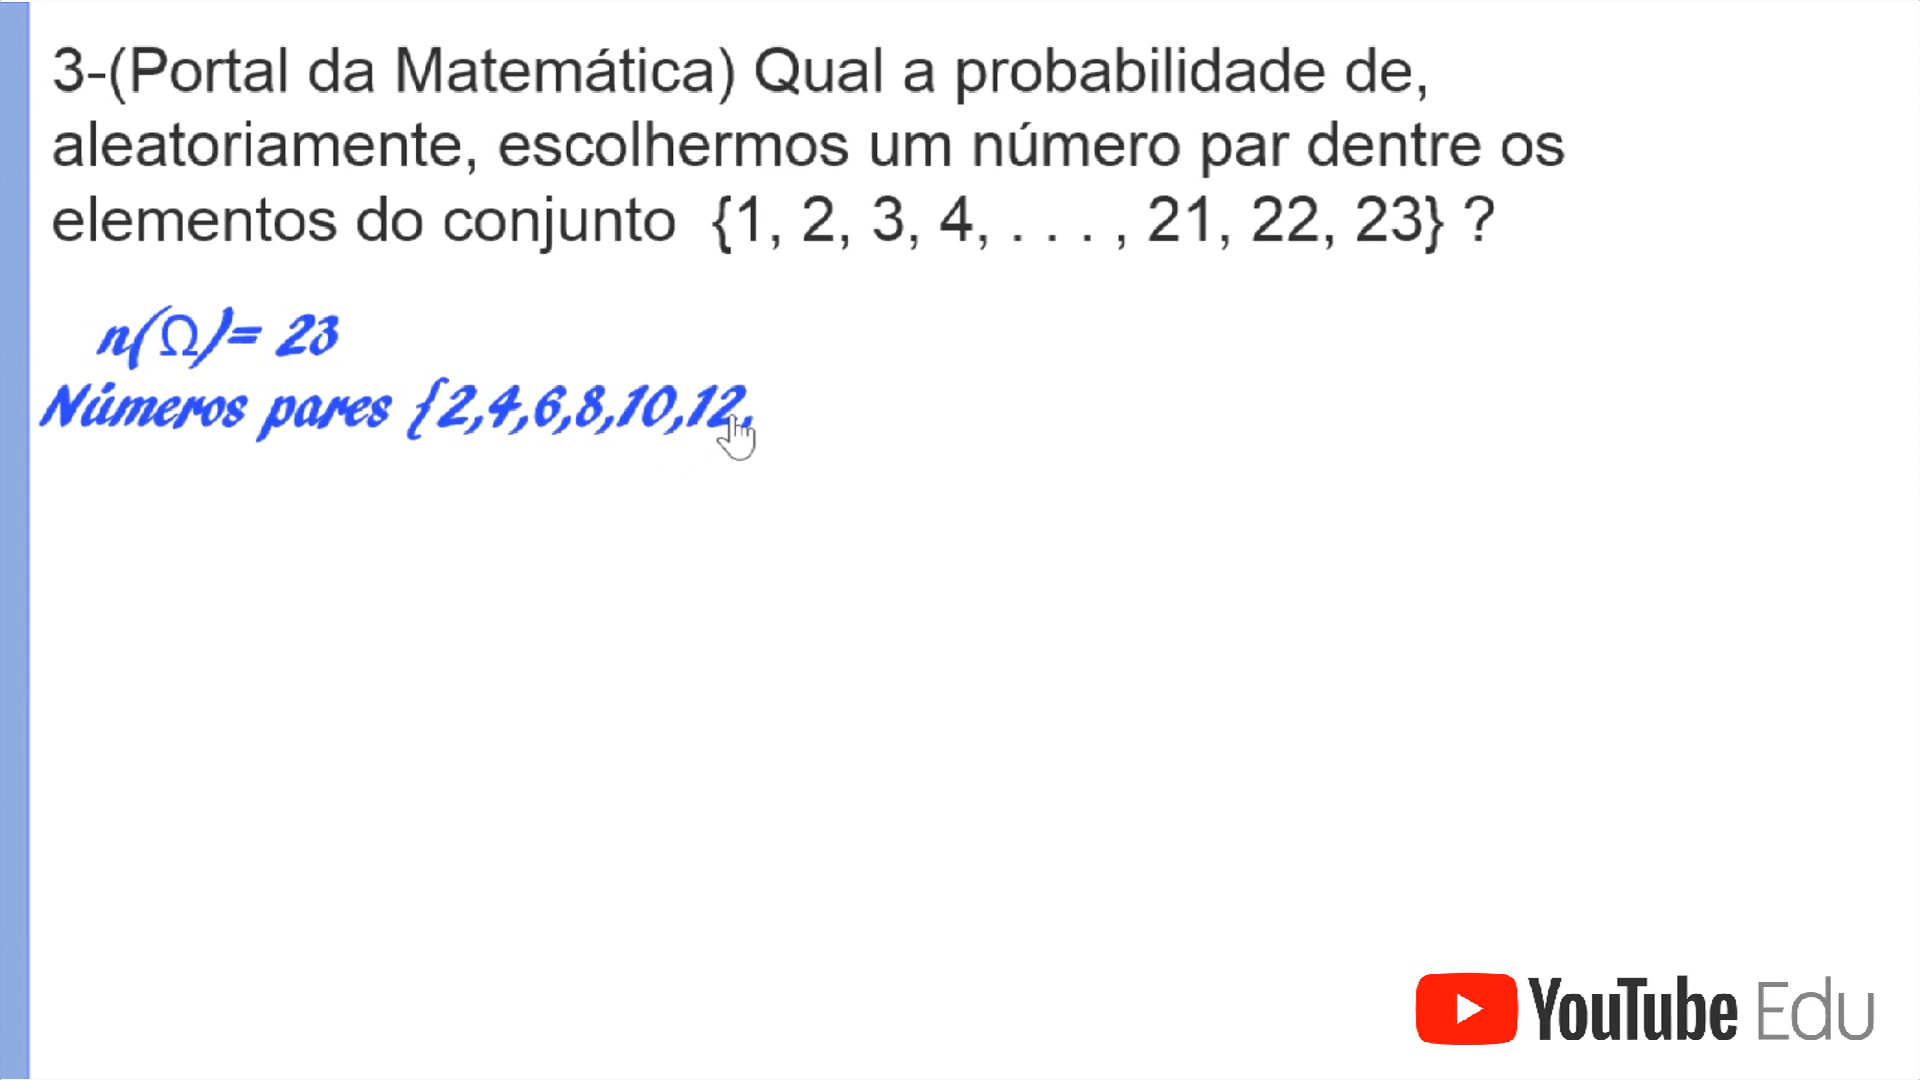 3-(Portal da Matemática) Qual a probabilidade de,
aleatoriamente, escolhermos um número par dentre os
elementos do conjunto {1, 2, 3, 4, . . . , 21, 22, 23} ?
n(Ω)= 23
Números pares {2,4,6,8,10,12,
YouTube Edu